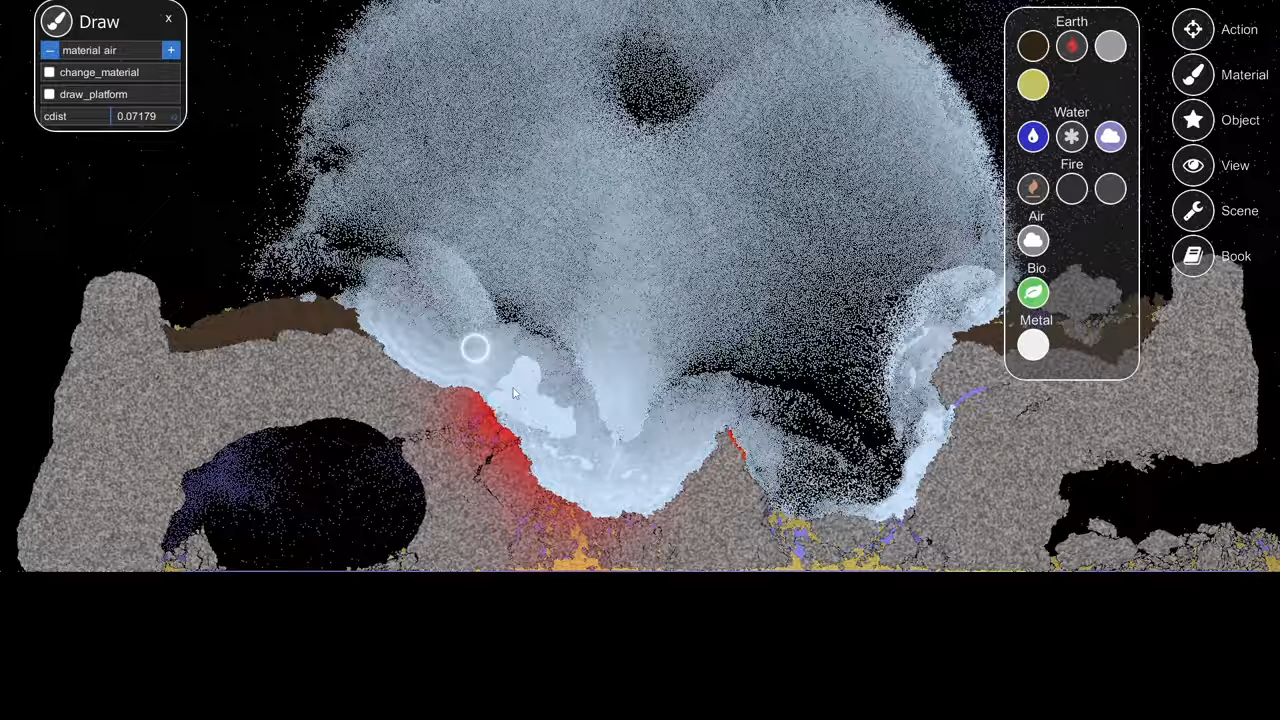 Draw
x
– material air +
change_material
draw_platform
cdist 0.07179
Earth
Water
Fire
Air
Bio
Metal
Action
Material
Object
View
Scene
Book